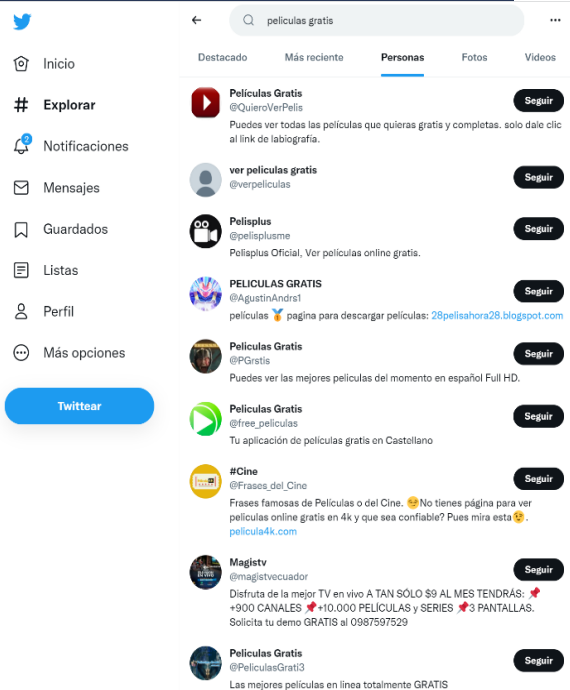 peliculas gratis
Destacado
Más reciente
Personas
Fotos
Videos
Inicio
Explorar
2
Notificaciones
Mensajes
Guardados
Listas
Perfil
Más opciones
Twittear
Películas Gratis
@QuieroVerPelis
Seguir
Puedes ver todas las películas que quieras gratis y completas. solo dale clic
al link de labiografía.
ver peliculas gratis
@verpeliculas
Seguir
Pelisplus
@pelisplusme
Seguir
Pelisplus Oficial, Ver películas online gratis.
PELICULAS GRATIS
@AgustinAndrs1
Seguir
películas 🏅 pagina para descargar películas: 28pelisahora28.blogspot.com
Peliculas Gratis
@PGrstis
Seguir
Puedes ver las mejores peliculas del momento en español Full HD.
Peliculas Gratis
@free_peliculas
Seguir
Tu aplicación de películas gratis en Castellano
#Cine
@Frases_del_Cine
Seguir
Frases famosas de Películas o del Cine. 😏No tienes página para ver
peliculas online gratis en 4k y que sea confiable? Pues mira esta😉.
pelicula4k.com
Magistv
@magistvecuador
Seguir
Disfruta de la mejor TV en vivo A TAN SÓLO $9 AL MES TENDRÁS: 📌
+900 CANALES 📌+10.000 PELÍCULAS y SERIES 📌3 PANTALLAS.
Solicita tu demo GRATIS al 0987597529
Peliculas Gratis
@PeliculasGrati3
Seguir
Las mejores películas en linea totalmente GRATIS